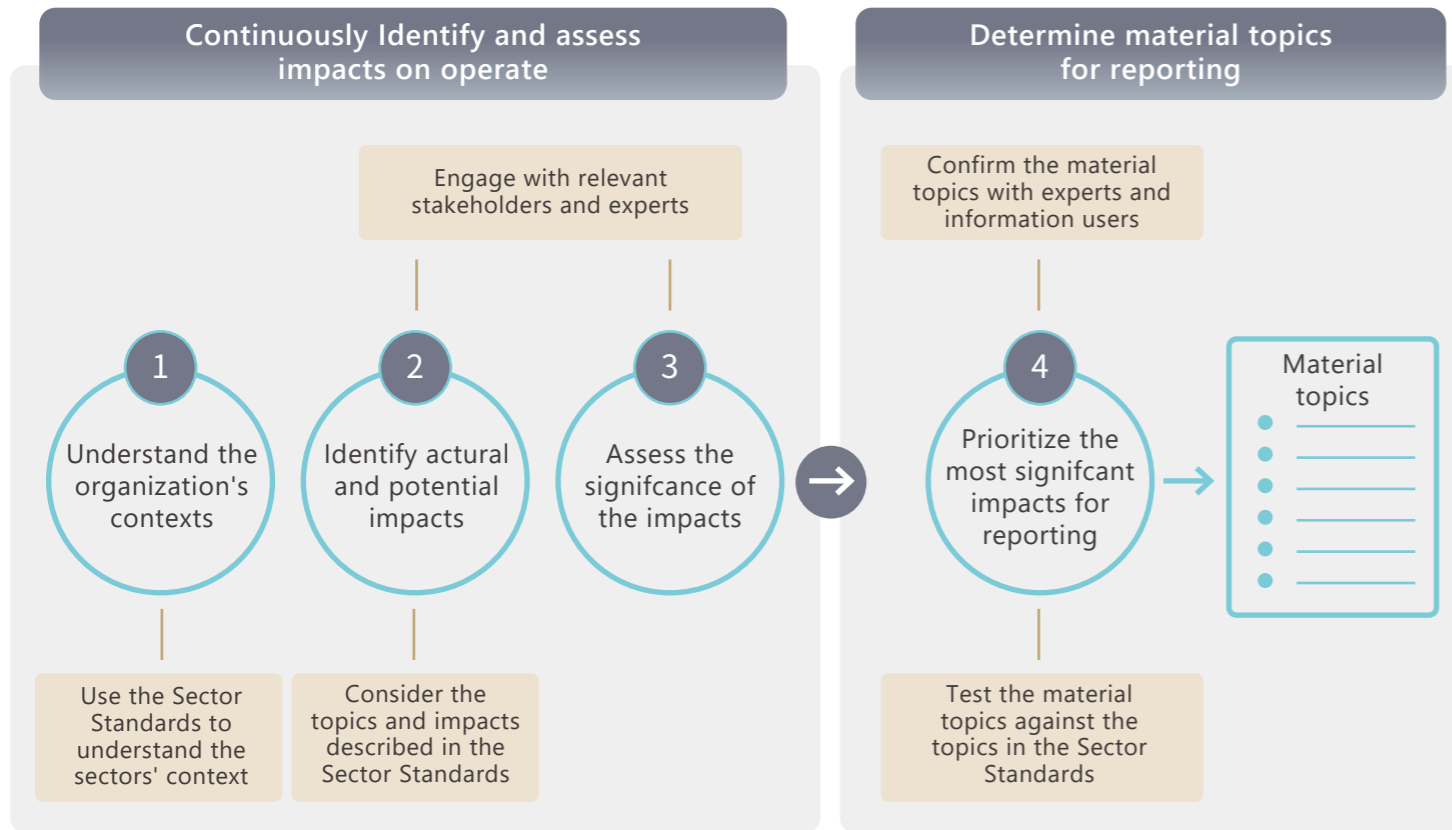 Continuously Identify and assess
impacts on operate
Determine material topics
for reporting
Engage with relevant
stakeholders and experts
Confirm the material
topics with experts and
information users
1
Understand the
organization's
contexts
2
Identify actural
and potential
impacts
3
Assess the
signifcance of
the impacts
4
Prioritize the
most signifcant
impacts for
reporting
Material
topics
Use the Sector
Standards to
understand the
sectors' context
Consider the
topics and impacts
described in the
Sector Standards
Test the material
topics against the
topics in the Sector
Standards